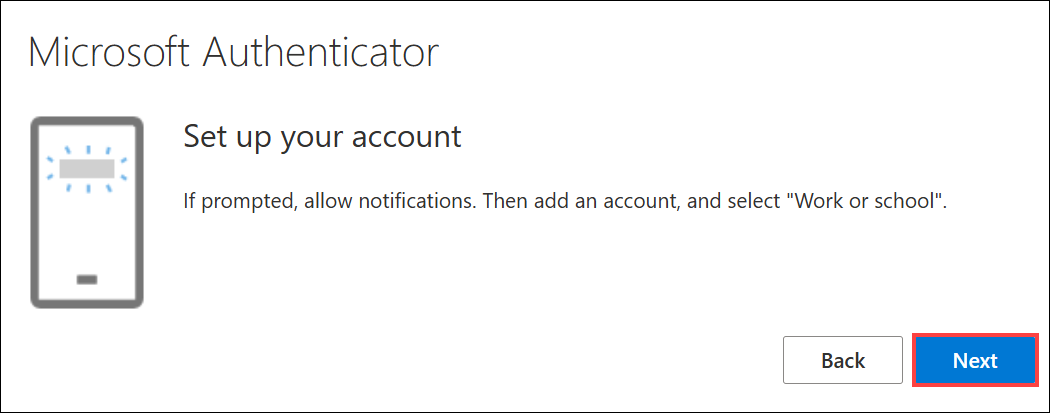 Microsoft Authenticator
Set up your account
If prompted, allow notifications. Then add an account, and select "Work or school".
Back
Next